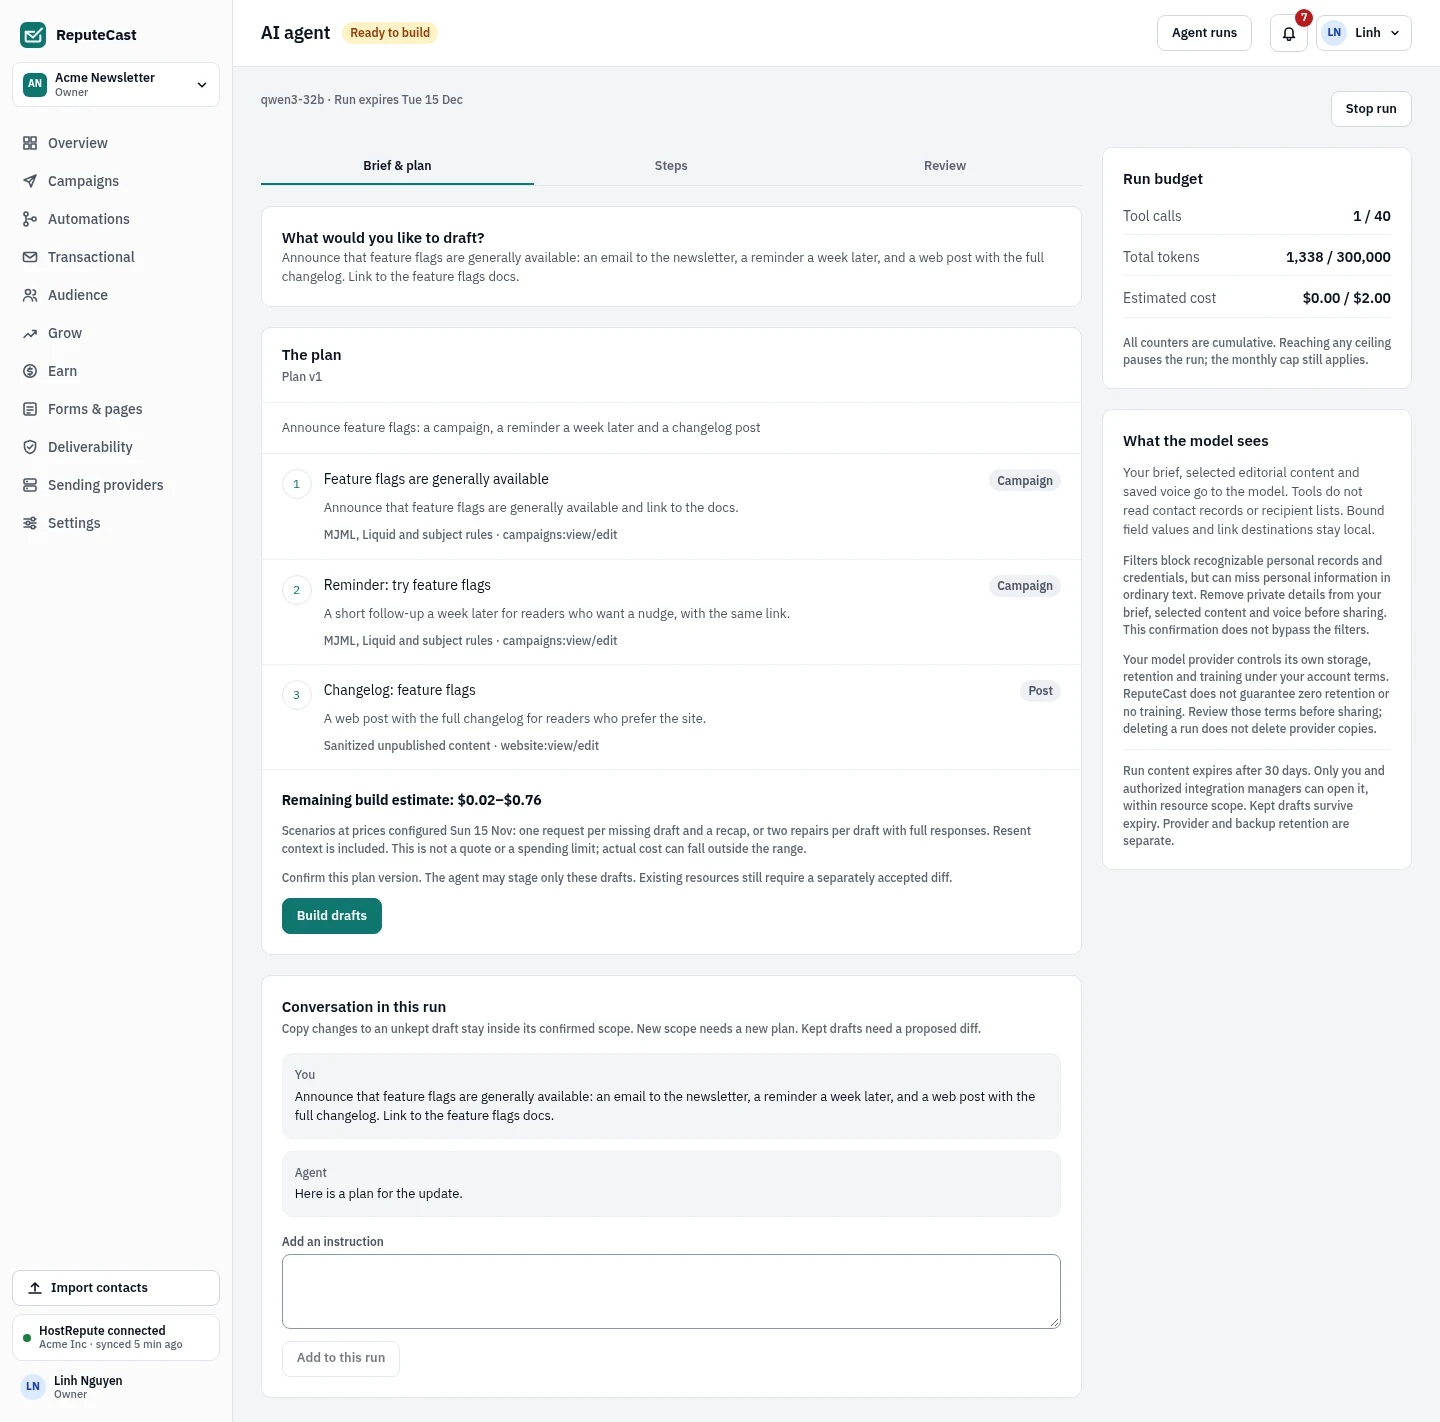 ReputeCast
AN
Acme Newsletter
Owner
Overview
Campaigns
Automations
Transactional
Audience
Grow
Earn
Forms & pages
Deliverability
Sending providers
Settings
Import contacts
HostRepute connected
Acme Inc · synced 5 min ago
LN
Linh Nguyen
Owner
AI agent
Ready to build
Agent runs
7
LN
Linh
qwen3-32b · Run expires Tue 15 Dec
Stop run
Brief & plan
Steps
Review
What would you like to draft?
Announce that feature flags are generally available: an email to the newsletter, a reminder a week later, and a web post with the full
changelog. Link to the feature flags docs.
The plan
Plan v1
Announce feature flags: a campaign, a reminder a week later and a changelog post
1
Feature flags are generally available
Campaign
Announce that feature flags are generally available and link to the docs.
MJML, Liquid and subject rules · campaigns:view/edit
2
Reminder: try feature flags
Campaign
A short follow-up a week later for readers who want a nudge, with the same link.
MJML, Liquid and subject rules · campaigns:view/edit
3
Changelog: feature flags
Post
A web post with the full changelog for readers who prefer the site.
Sanitized unpublished content · website:view/edit
Remaining build estimate: $0.02–$0.76
Scenarios at prices configured Sun 15 Nov: one request per missing draft and a recap, or two repairs per draft with full responses. Resent
context is included. This is not a quote or a spending limit; actual cost can fall outside the range.
Confirm this plan version. The agent may stage only these drafts. Existing resources still require a separately accepted diff.
Build drafts
Conversation in this run
Copy changes to an unkept draft stay inside its confirmed scope. New scope needs a new plan. Kept drafts need a proposed diff.
You
Announce that feature flags are generally available: an email to the newsletter, a reminder a week later, and a web post with the
full changelog. Link to the feature flags docs.
Agent
Here is a plan for the update.
Add an instruction
Add to this run
Run budget
Tool calls
1 / 40
Total tokens
1,338 / 300,000
Estimated cost
$0.00 / $2.00
All counters are cumulative. Reaching any ceiling
pauses the run; the monthly cap still applies.
What the model sees
Your brief, selected editorial content and
saved voice go to the model. Tools do not
read contact records or recipient lists. Bound
field values and link destinations stay local.
Filters block recognizable personal records and
credentials, but can miss personal information in
ordinary text. Remove private details from your
brief, selected content and voice before sharing.
This confirmation does not bypass the filters.
Your model provider controls its own storage,
retention and training under your account terms.
ReputeCast does not guarantee zero retention or
no training. Review those terms before sharing;
deleting a run does not delete provider copies.
Run content expires after 30 days. Only you and
authorized integration managers can open it,
within resource scope. Kept drafts survive
expiry. Provider and backup retention are
separate.